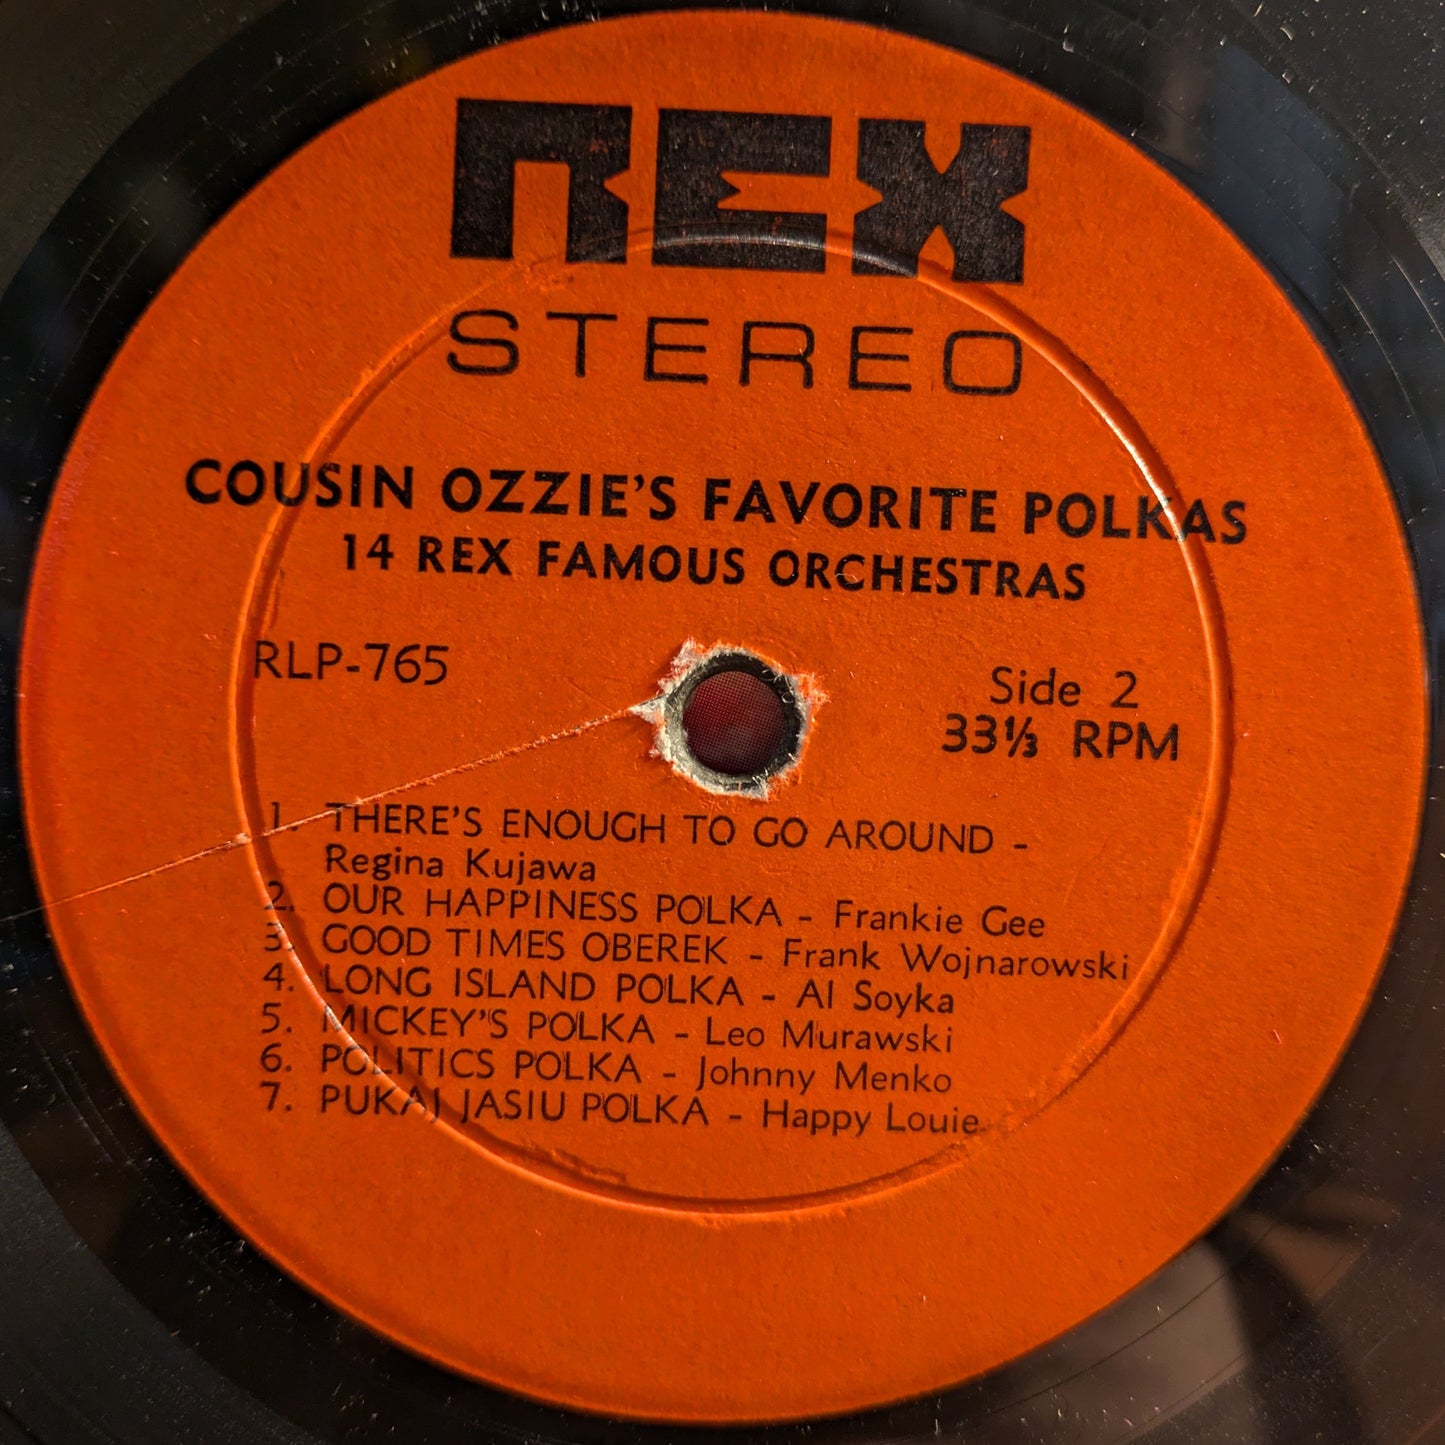 REX
STEREO
COUSIN OZZIE'S FAVORITE POLKAS
14 REX FAMOUS ORCHESTRAS
RLP-765
Side 2
33⅓ RPM
1. THERE'S ENOUGH TO GO AROUND -
Regina Kujawa
2. OUR HAPPINESS POLKA - Frankie Gee
3. GOOD TIMES OBEREK - Frank Wojnarowski
4. LONG ISLAND POLKA - Al Soyka
5. MICKEY'S POLKA - Leo Murawski
6. POLITICS POLKA - Johnny Menko
7. PUKAJ JASIU POLKA - Happy Louie